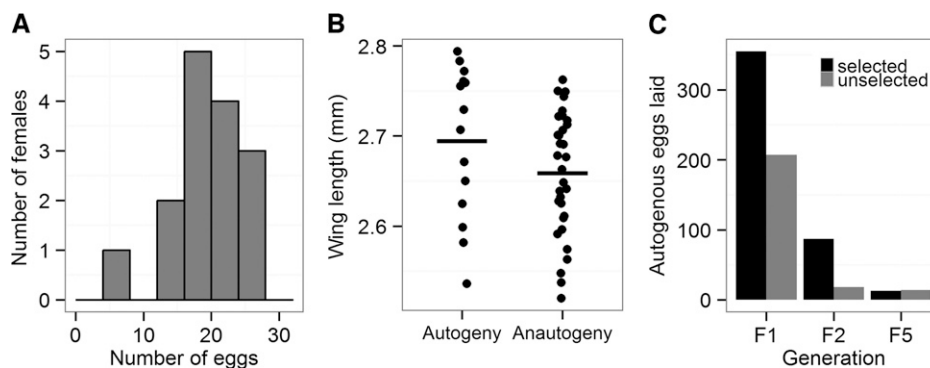 A
Number of females
5
4
3
2
1
0
0 10 20 30
Number of eggs
B
Wing length (mm)
2.8
2.7
2.6
Autogeny Anautogeny
C
Autogenous eggs laid
300
200
100
0
selected
unselected
F1 F2 F5
Generation